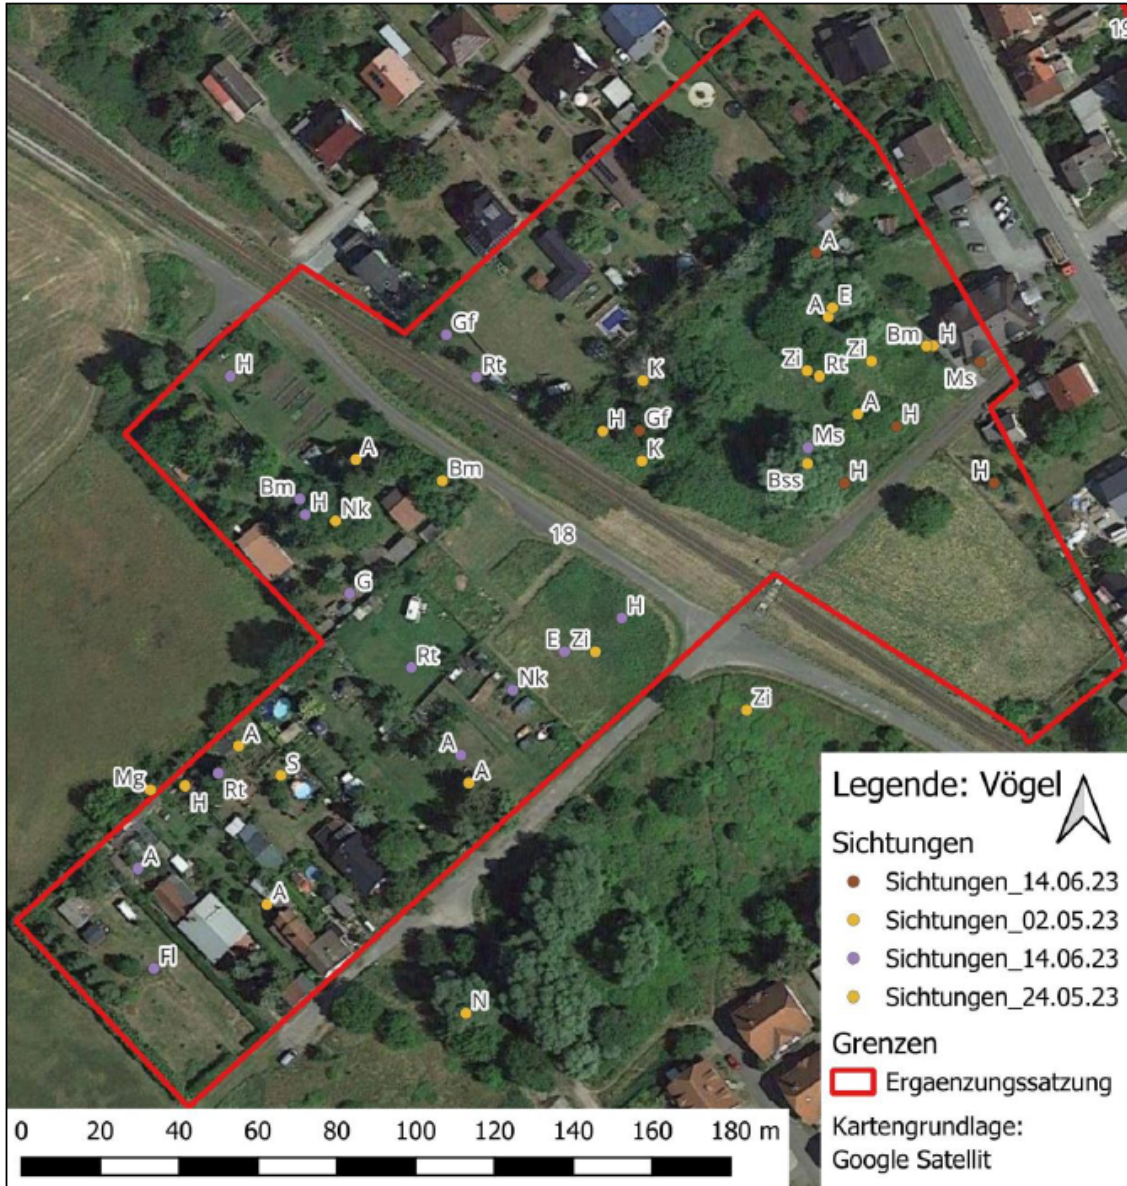 19
A
E
A
Gf
Bm
H
Zi
Zi
Rt
Rt
H
K
Ms
A
H
H
Gf
A
K
Ms
Bm
Bss
H
H
Bm
H
Nk
18
G
H
E
Zi
Rt
Nk
Zi
A
A
S
A
Mg
H
Rt
A
A
Fl
N
Legende: Vögel
Sichtungen
Sichtungen_14.06.23
Sichtungen_02.05.23
Sichtungen_14.06.23
Sichtungen_24.05.23
Grenzen
Ergaenzungssatzung
Kartengrundlage:
Google Satellit
0 20 40 60 80 100 120 140 160 180 m